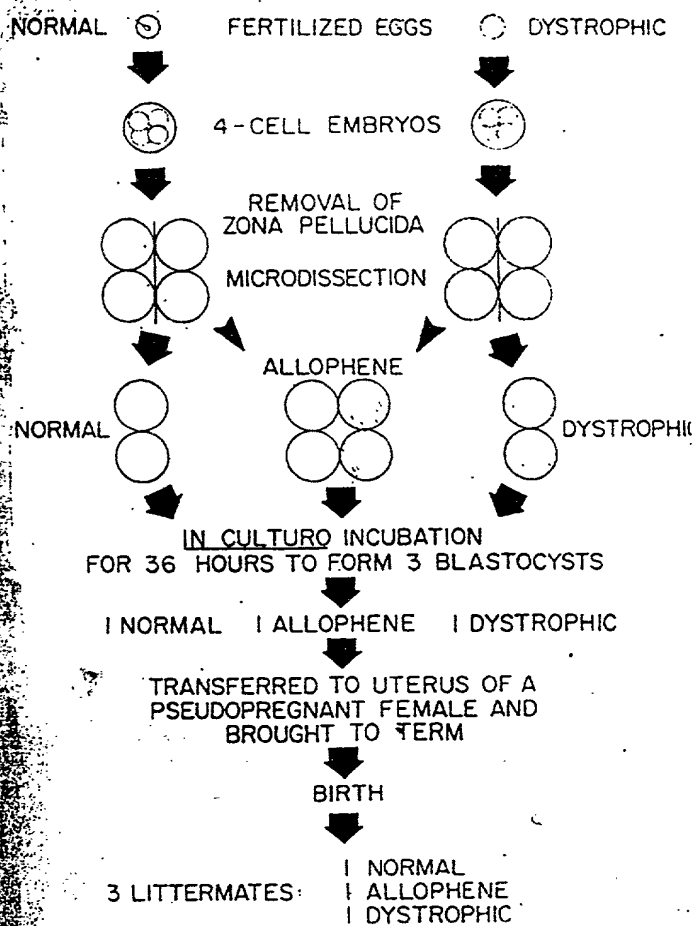 NORMAL FERTILIZED EGGS DYSTROPHIC
4-CELL EMBRYOS
REMOVAL OF
ZONA PELLUCIDA
MICRODISSECTION
ALLOPHENE
NORMAL DYSTROPHIC
IN CULTURO INCUBATION
FOR 36 HOURS TO FORM 3 BLASTOCYSTS
1 NORMAL 1 ALLOPHENE 1 DYSTROPHIC
TRANSFERRED TO UTERUS OF A
PSEUDOPREGNANT FEMALE AND
BROUGHT TO TERM
BIRTH
1 NORMAL
3 LITTERMATES: 1 ALLOPHENE
1 DYSTROPHIC